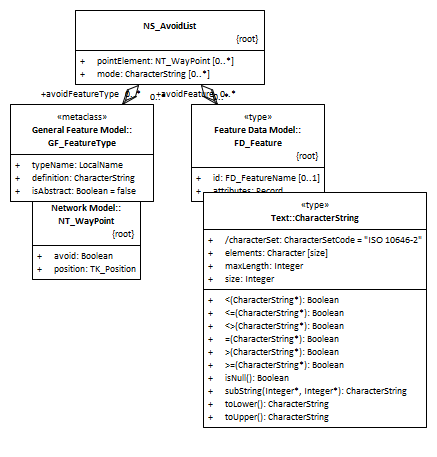 NS_AvoidList
{root}
+ pointElement: NT_WayPoint [0..*]
+ mode: CharacterString [0..*]
+avoidFeatureType 0..*
0..*
+avoidFeature 0..*
«metaclass»
General Feature Model::
GF_FeatureType
+ typeName: LocalName
+ definition: CharacterString
+ isAbstract: Boolean = false
«type»
Feature Data Model::
FD_Feature
{root}
+ id: FD_FeatureName [0..1]
+ attributes: Record
Network Model::
NT_WayPoint
{root}
+ avoid: Boolean
+ position: TK_Position
«type»
Text::CharacterString
+ /characterSet: CharacterSetCode = "ISO 10646-2"
+ elements: Character [size]
+ maxLength: Integer
+ size: Integer
+ <(CharacterString*): Boolean
+ <=(CharacterString*): Boolean
+ <>(CharacterString*): Boolean
+ =(CharacterString*): Boolean
+ >(CharacterString*): Boolean
+ >=(CharacterString*): Boolean
+ isNull(): Boolean
+ subString(Integer*, Integer*): CharacterString
+ toLower(): CharacterString
+ toUpper(): CharacterString